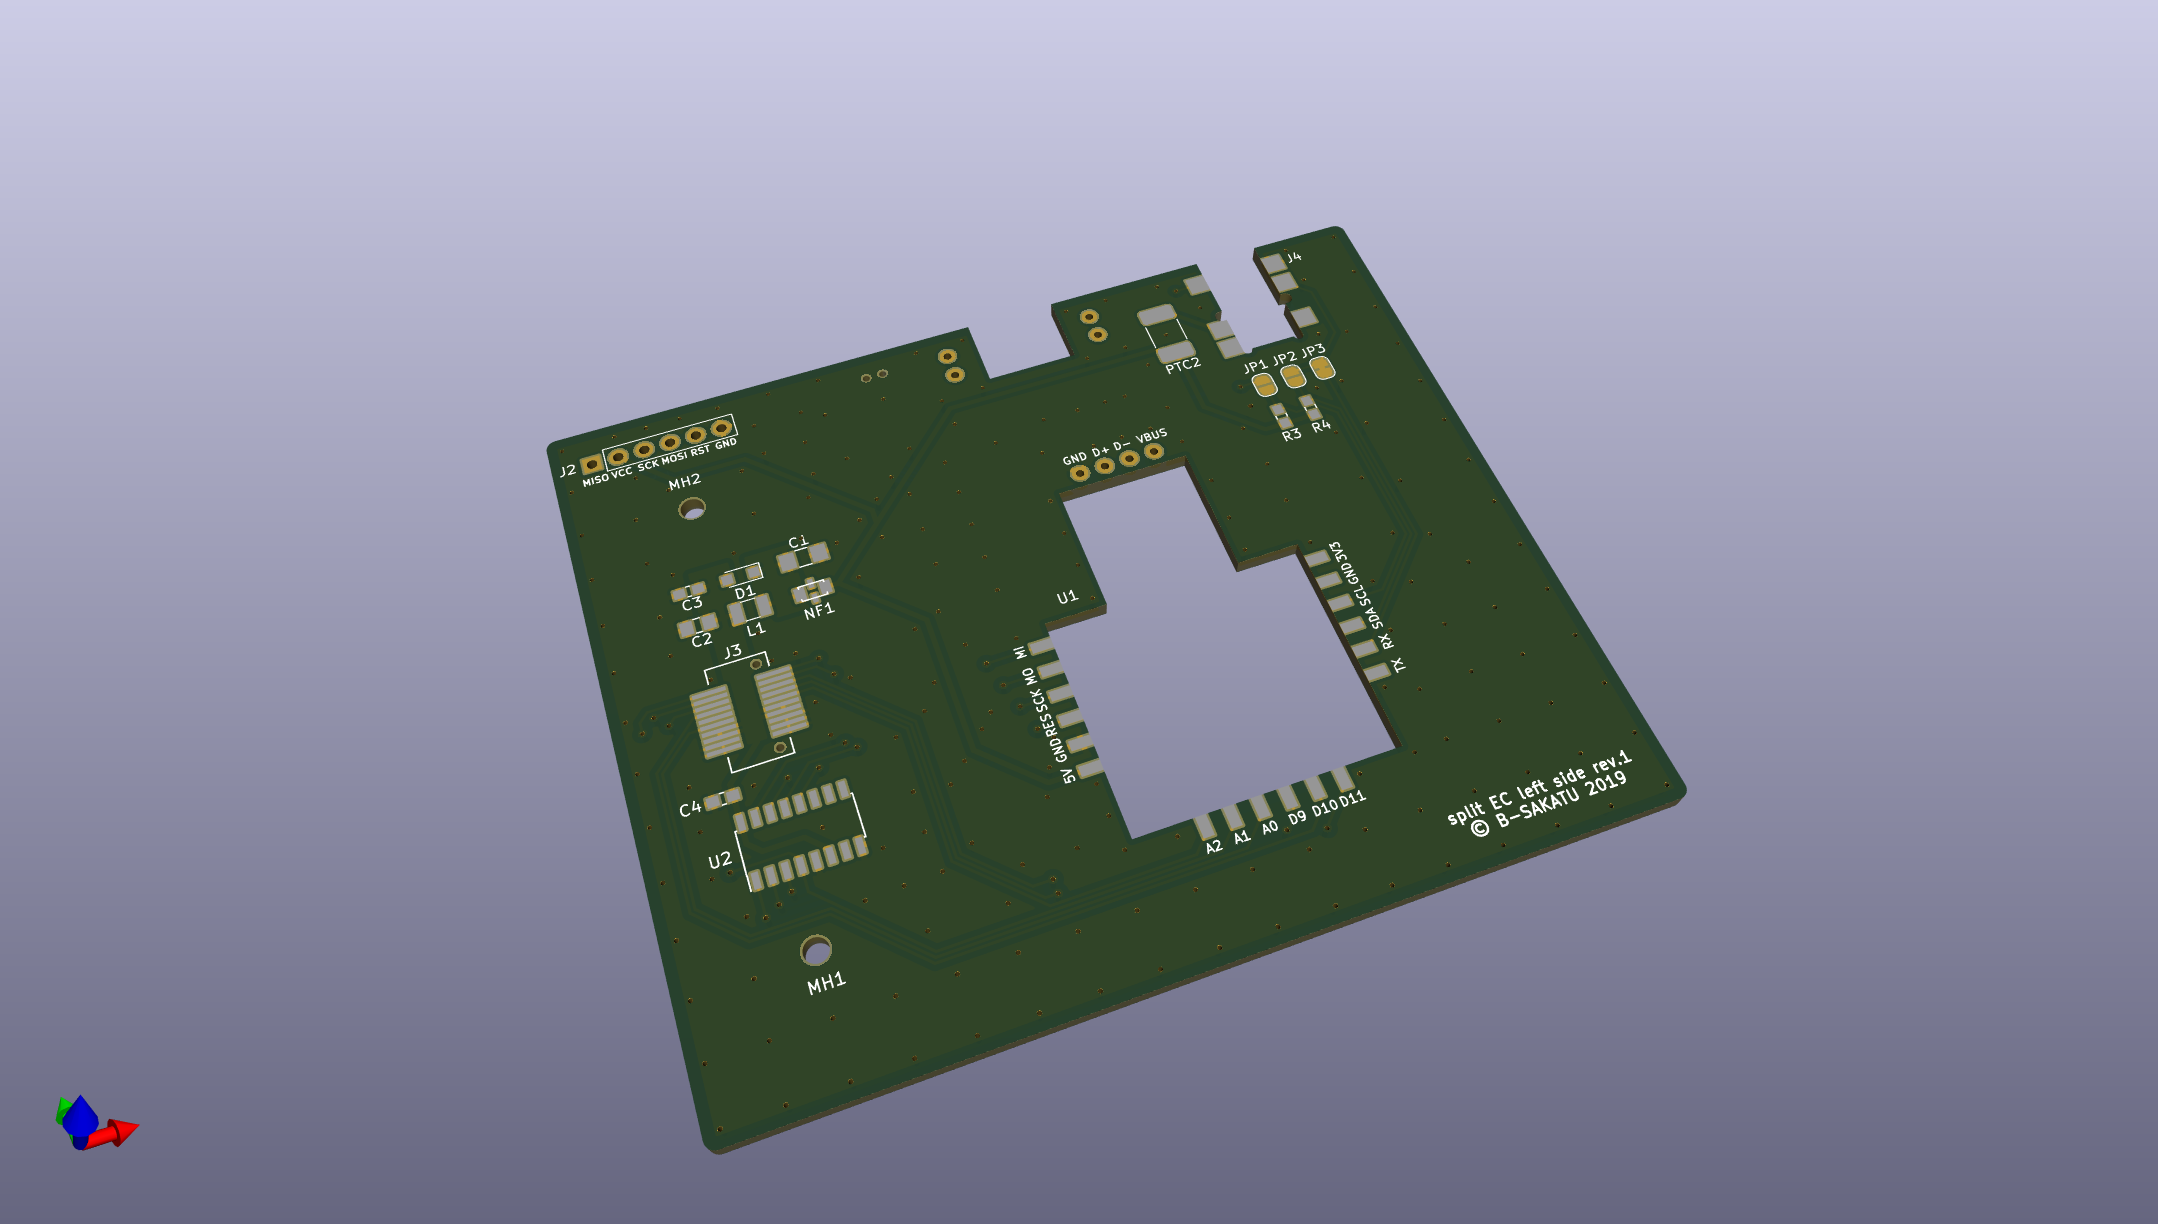 J4
PTC2
JP1 JP2 JP3
R3 R4
J2
MISO VCC SCK MOSI RST GND
MH2
GND D+ D- VBUS
C1
D1
C3
NF1
L1
C2
U1
J3
MI
MO
SCK
RES
GND
5V
3V3
GND
SCL
SDA
RX
TX
C4
U2
A2 A1 A0 D9 D10 D11
split EC left side rev.1
© B-SAKATU 2019
MH1